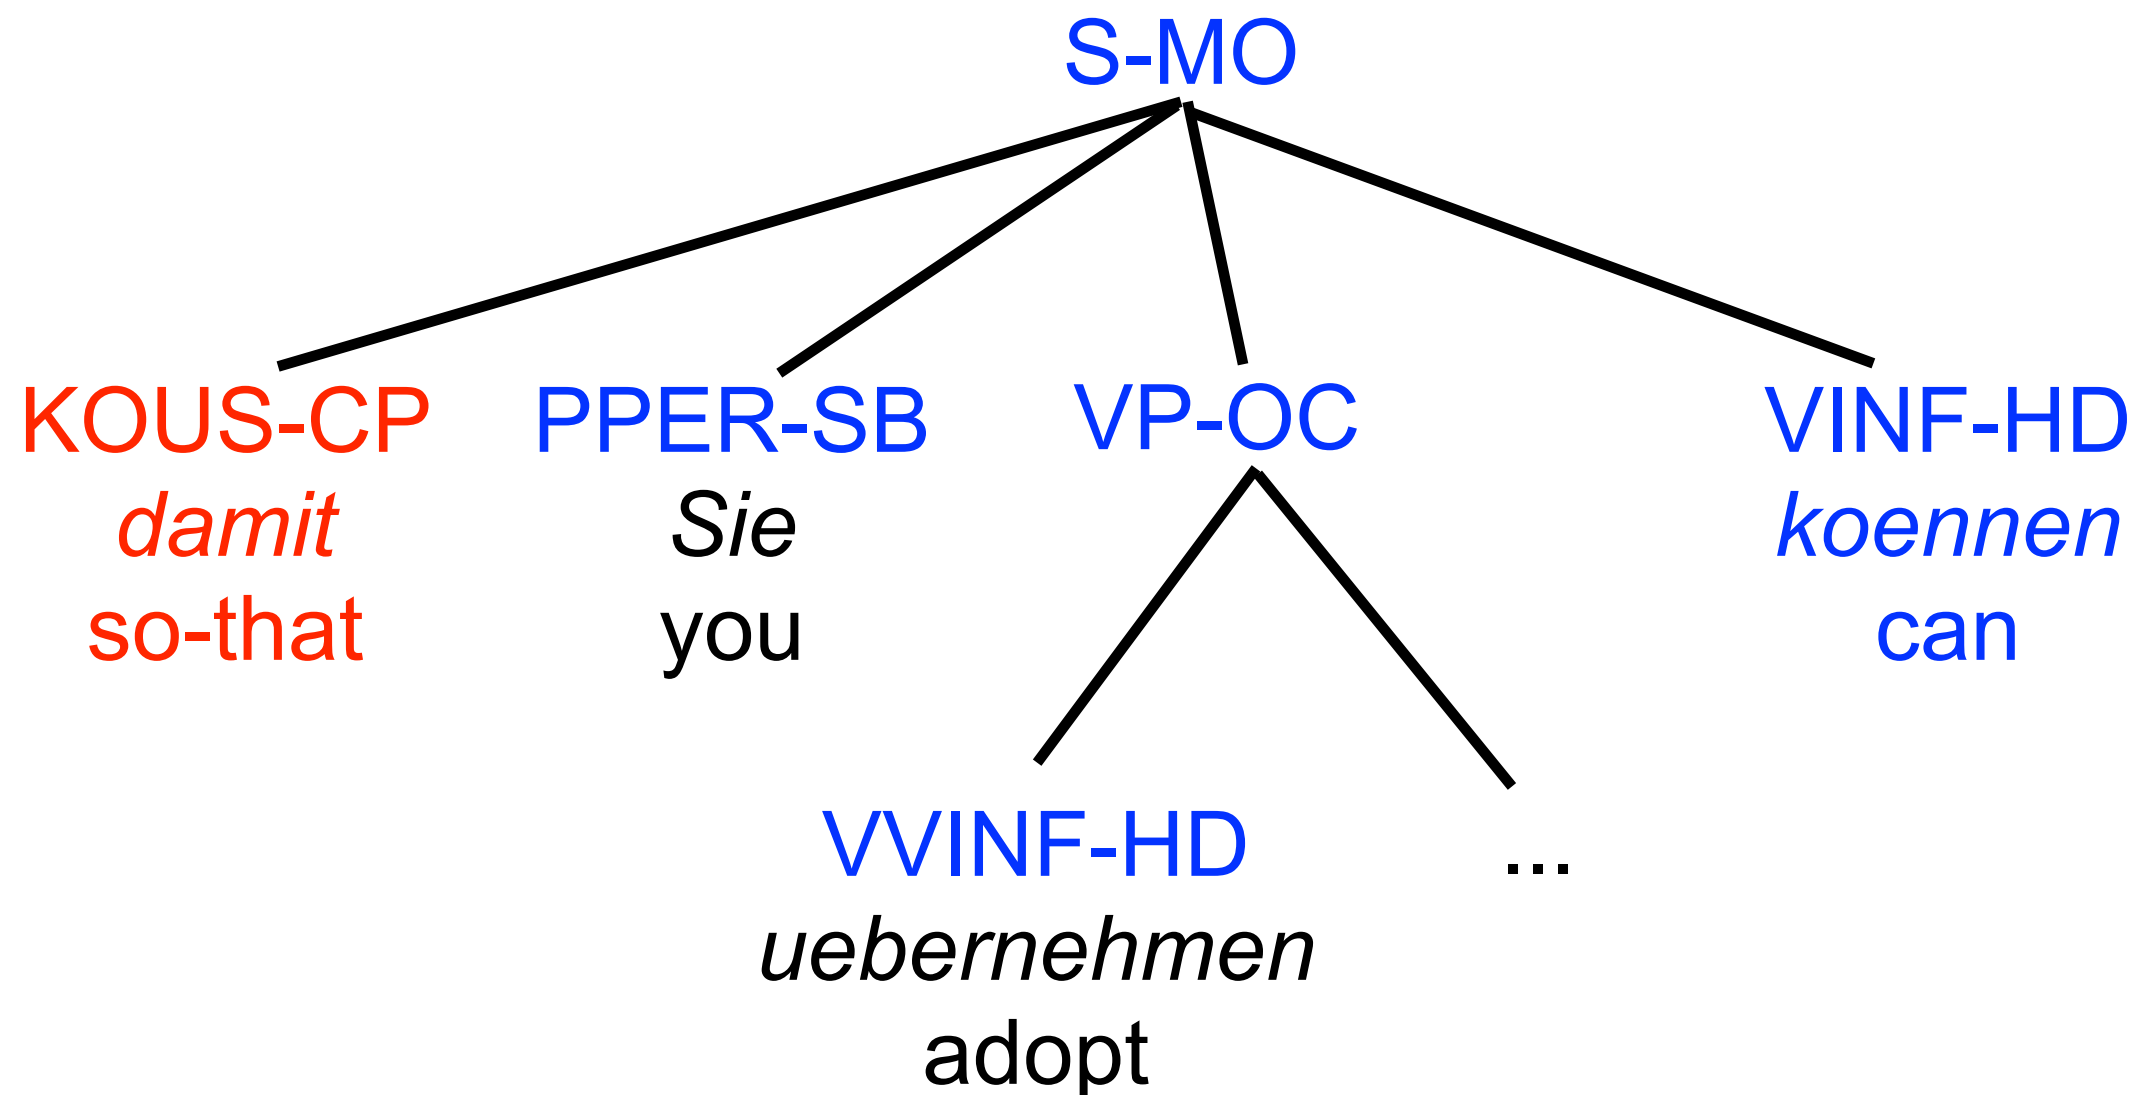 S-MO
KOUS-CP PPER-SB VP-OC VINF-HD
damit Sie koennen
so-that you can
VVINF-HD ...
uebernehmen
adopt